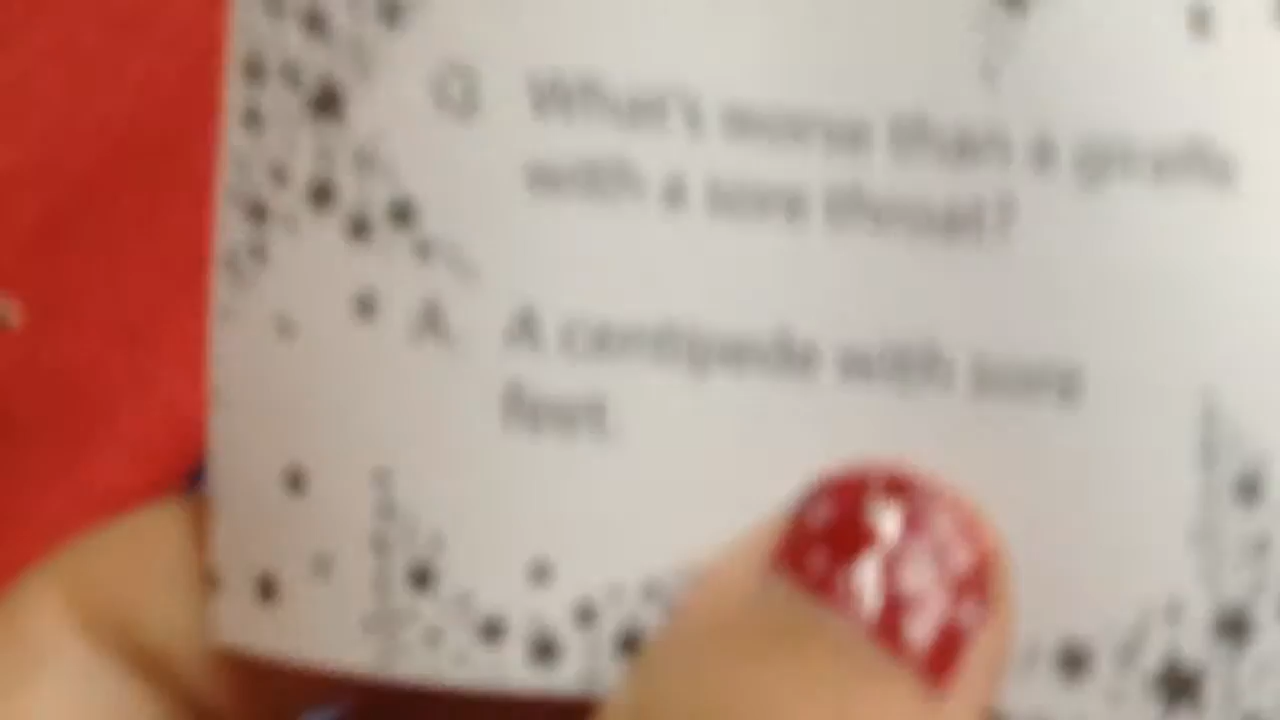 Q. What's worse than a giraffe
with a sore throat?
A. A centipede with sore
feet.